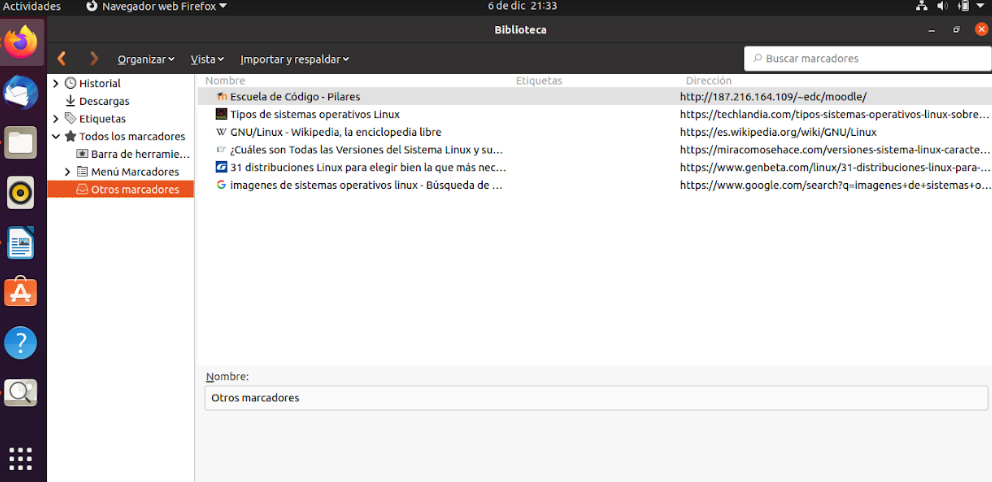 Actividades Navegador web Firefox 6 de dic 21:33
Biblioteca
Organizar Vista Importar y respaldar Buscar marcadores
Historial
Descargas
Etiquetas
Todos los marcadores
Barra de herramie...
Menú Marcadores
Otros marcadores
Nombre Etiquetas Dirección
Escuela de Código - Pilares http://187.216.164.109/~edc/moodle/
Tipos de sistemas operativos Linux https://techlandia.com/tipos-sistemas-operativos-linux-sobre...
GNU/Linux - Wikipedia, la enciclopedia libre https://es.wikipedia.org/wiki/GNU/Linux
¿Cuáles son Todas las Versiones del Sistema Linux y su... https://miracomosehace.com/versiones-sistema-linux-caracte...
31 distribuciones Linux para elegir bien la que más nec... https://www.genbeta.com/linux/31-distribuciones-linux-para-...
imagenes de sistemas operativos linux - Búsqueda de ... https://www.google.com/search?q=imagenes+de+sistemas+o...
Nombre:
Otros marcadores